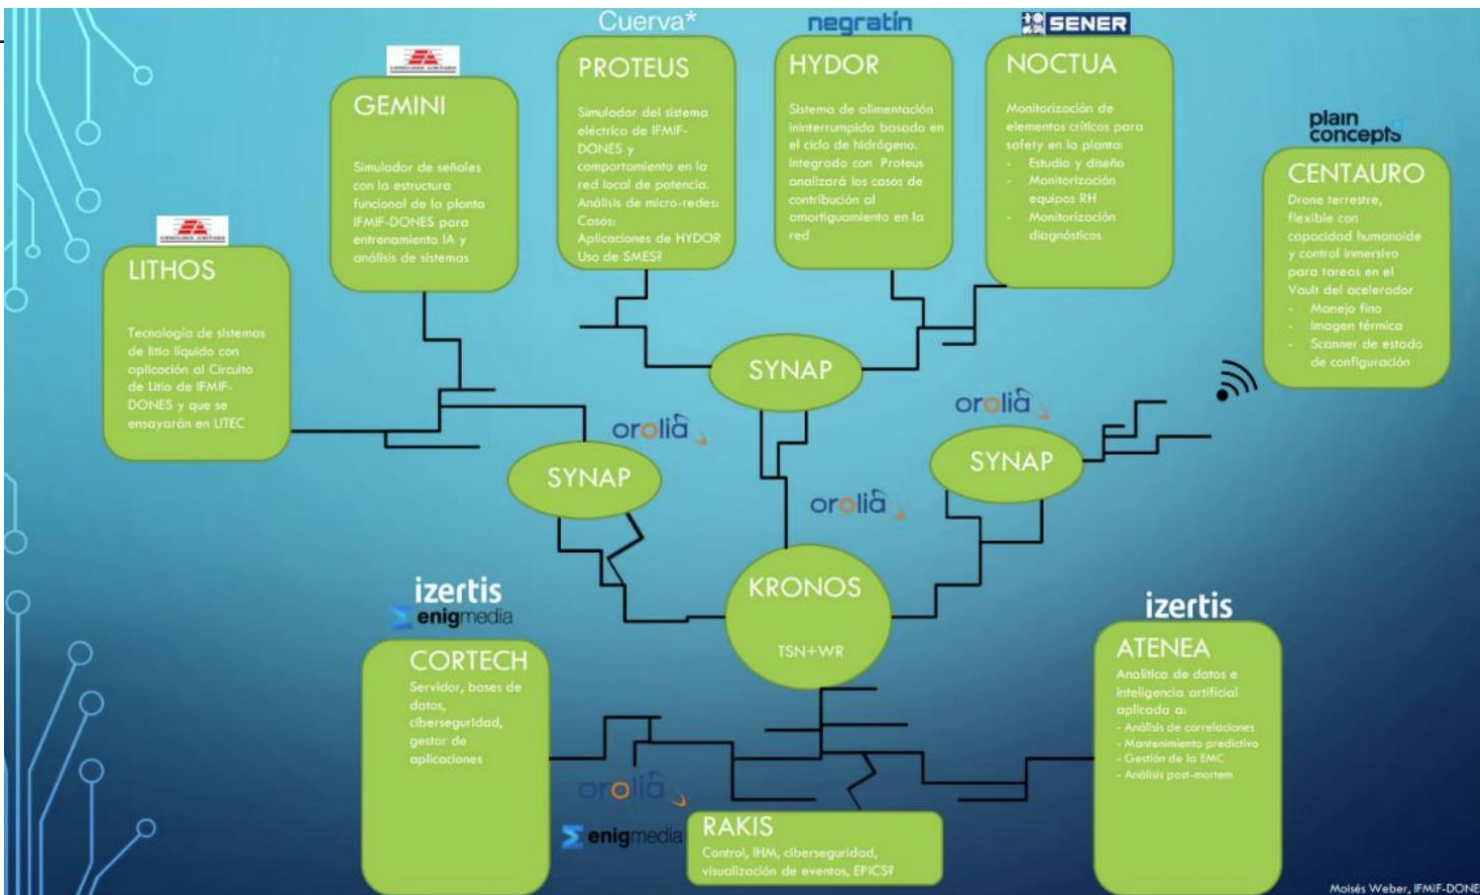 Cuerva*
PROTEUS
Simulador del sistema
eléctrico de IFMIF-
DONES y
comportamiento en la
red local de potencia.
Análisis de micro-redes:
Casos:
Aplicaciones de HYDOR
Uso de SMES?
negratín
HYDOR
Sistema de alimentación
ininterrumpida basado en
el ciclo de hidrógeno.
Integrado con Proteus
analizará los casos de
contribución al
amortiguamiento en la
red
SENER
NOCTUA
Monitorización de
elementos críticos para
safety en la planta:
- Estudio y diseño
- Monitorización
equipos RH
- Monitorización
diagnósticos
GEMINI
Simulador de señales
con la estructura
funcional de la planta
IFMIF-DONES para
entrenamiento IA y
análisis de sistemas
plain
concepts
CENTAURO
Drone terrestre,
flexible con
capacidad humanoide
y control inmersivo
para tareas en el
Vault del acelerador
- Manejo fino
- Imagen térmica
- Scanner de estado
de configuración
LITHOS
Tecnología de sistemas
de litio líquido con
aplicación al Circuito
de Litio de IFMIF-
DONES y que se
ensayarán en LITEC
SYNAP
orolia
SYNAP
orolia
SYNAP
orolia
KRONOS
TSN+WR
izertis
enigmedia
CORTECH
Servidor, bases de
datos,
ciberseguridad,
gestor de
aplicaciones
izertis
ATENEA
Analítica de datos e
Inteligencia artificial
aplicada a:
- Análisis de correlaciones
- Mantenimiento predictivo
- Gestión de la EMC
- Análisis post-mortem
orolia
enigmedia
RAKIS
Control, IHM, ciberseguridad,
visualización de eventos, EPICS?
Moisés Weber, IFMIF-DONE